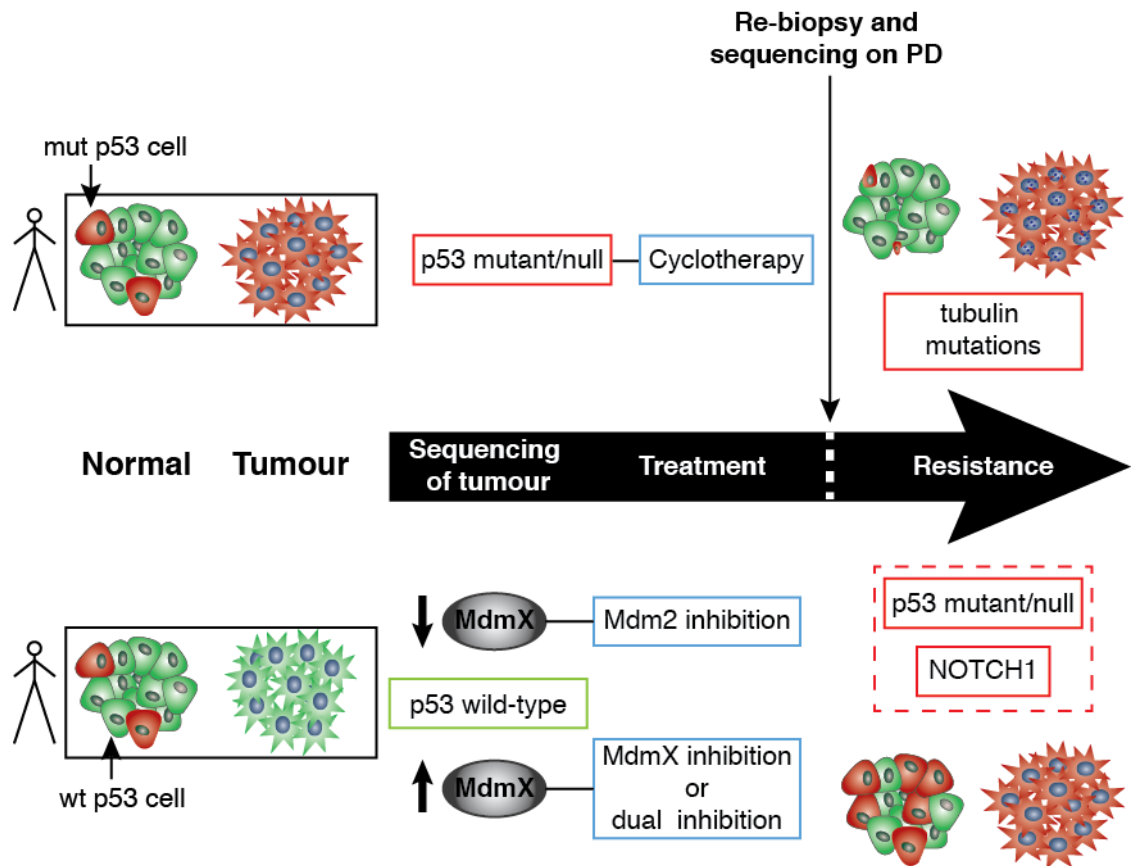 Re-biopsy and
sequencing on PD
mut p53 cell
p53 mutant/null
Cyclotherapy
tubulin
mutations
Normal
Tumour
Sequencing
of tumour
Treatment
Resistance
MdmX
Mdm2 inhibition
p53 mutant/null
NOTCH1
p53 wild-type
MdmX
MdmX inhibition
or
dual inhibition
wt p53 cell